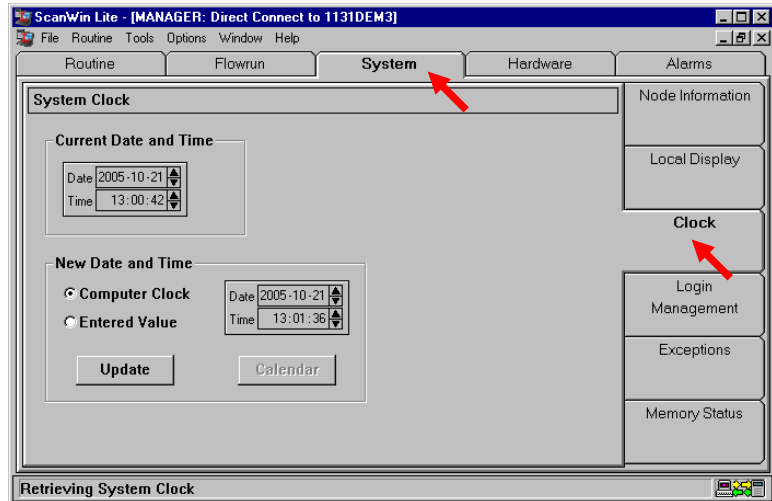 ScanWin Lite - [MANAGER: Direct Connect to 1131DEM3]
File Routine Tools Options Window Help
Routine Flowrun System Hardware Alarms
System Clock
Node Information
Current Date and Time
Date 2005-10-21
Time 13:00:42
Local Display
Clock
New Date and Time
Computer Clock
Entered Value
Date 2005-10-21
Time 13:01:36
Update Calendar
Login
Management
Exceptions
Memory Status
Retrieving System Clock